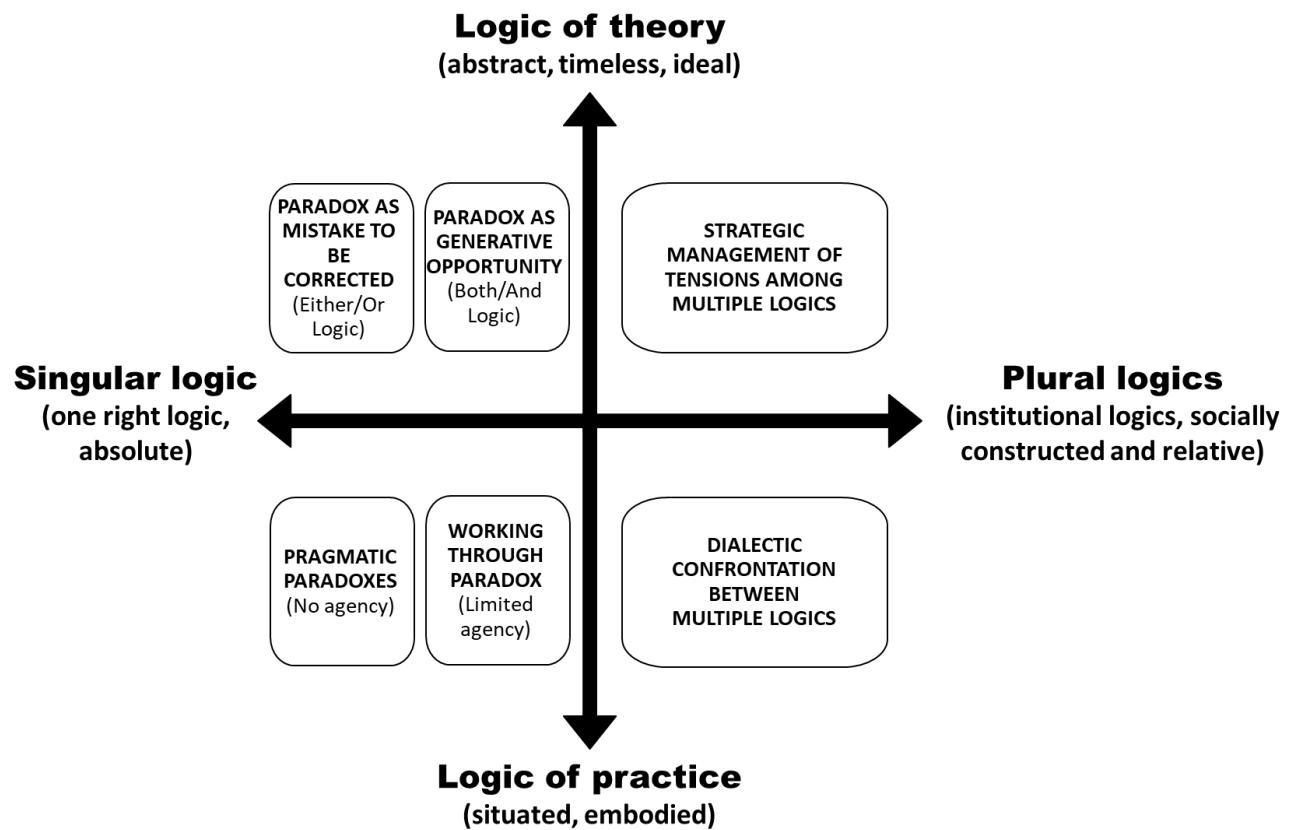 Logic of theory
(abstract, timeless, ideal)
PARADOX AS
MISTAKE TO
BE
CORRECTED
(Either/Or
Logic)
PARADOX AS
GENERATIVE
OPPORTUNITY
(Both/And
Logic)
STRATEGIC
MANAGEMENT OF
TENSIONS AMONG
MULTIPLE LOGICS
Singular logic
(one right logic,
absolute)
Plural logics
(institutional logics, socially
constructed and relative)
PRAGMATIC
PARADOXES
(No agency)
WORKING
THROUGH
PARADOX
(Limited
agency)
DIALECTIC
CONFRONTATION
BETWEEN
MULTIPLE LOGICS
Logic of practice
(situated, embodied)